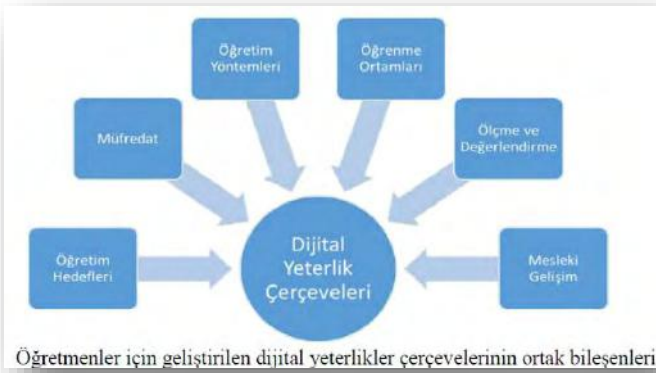 Öğretim
Yöntemleri
Öğrenme
Ortamları
Müfredat
Ölçme ve
Değerlendirme
Öğretim
Hedefleri
Dijital
Yeterlik
Çerçeveleri
Mesleki
Gelişim
Öğretmenler için geliştirilen dijital yeterlikler çerçevelerinin ortak bileşenleri